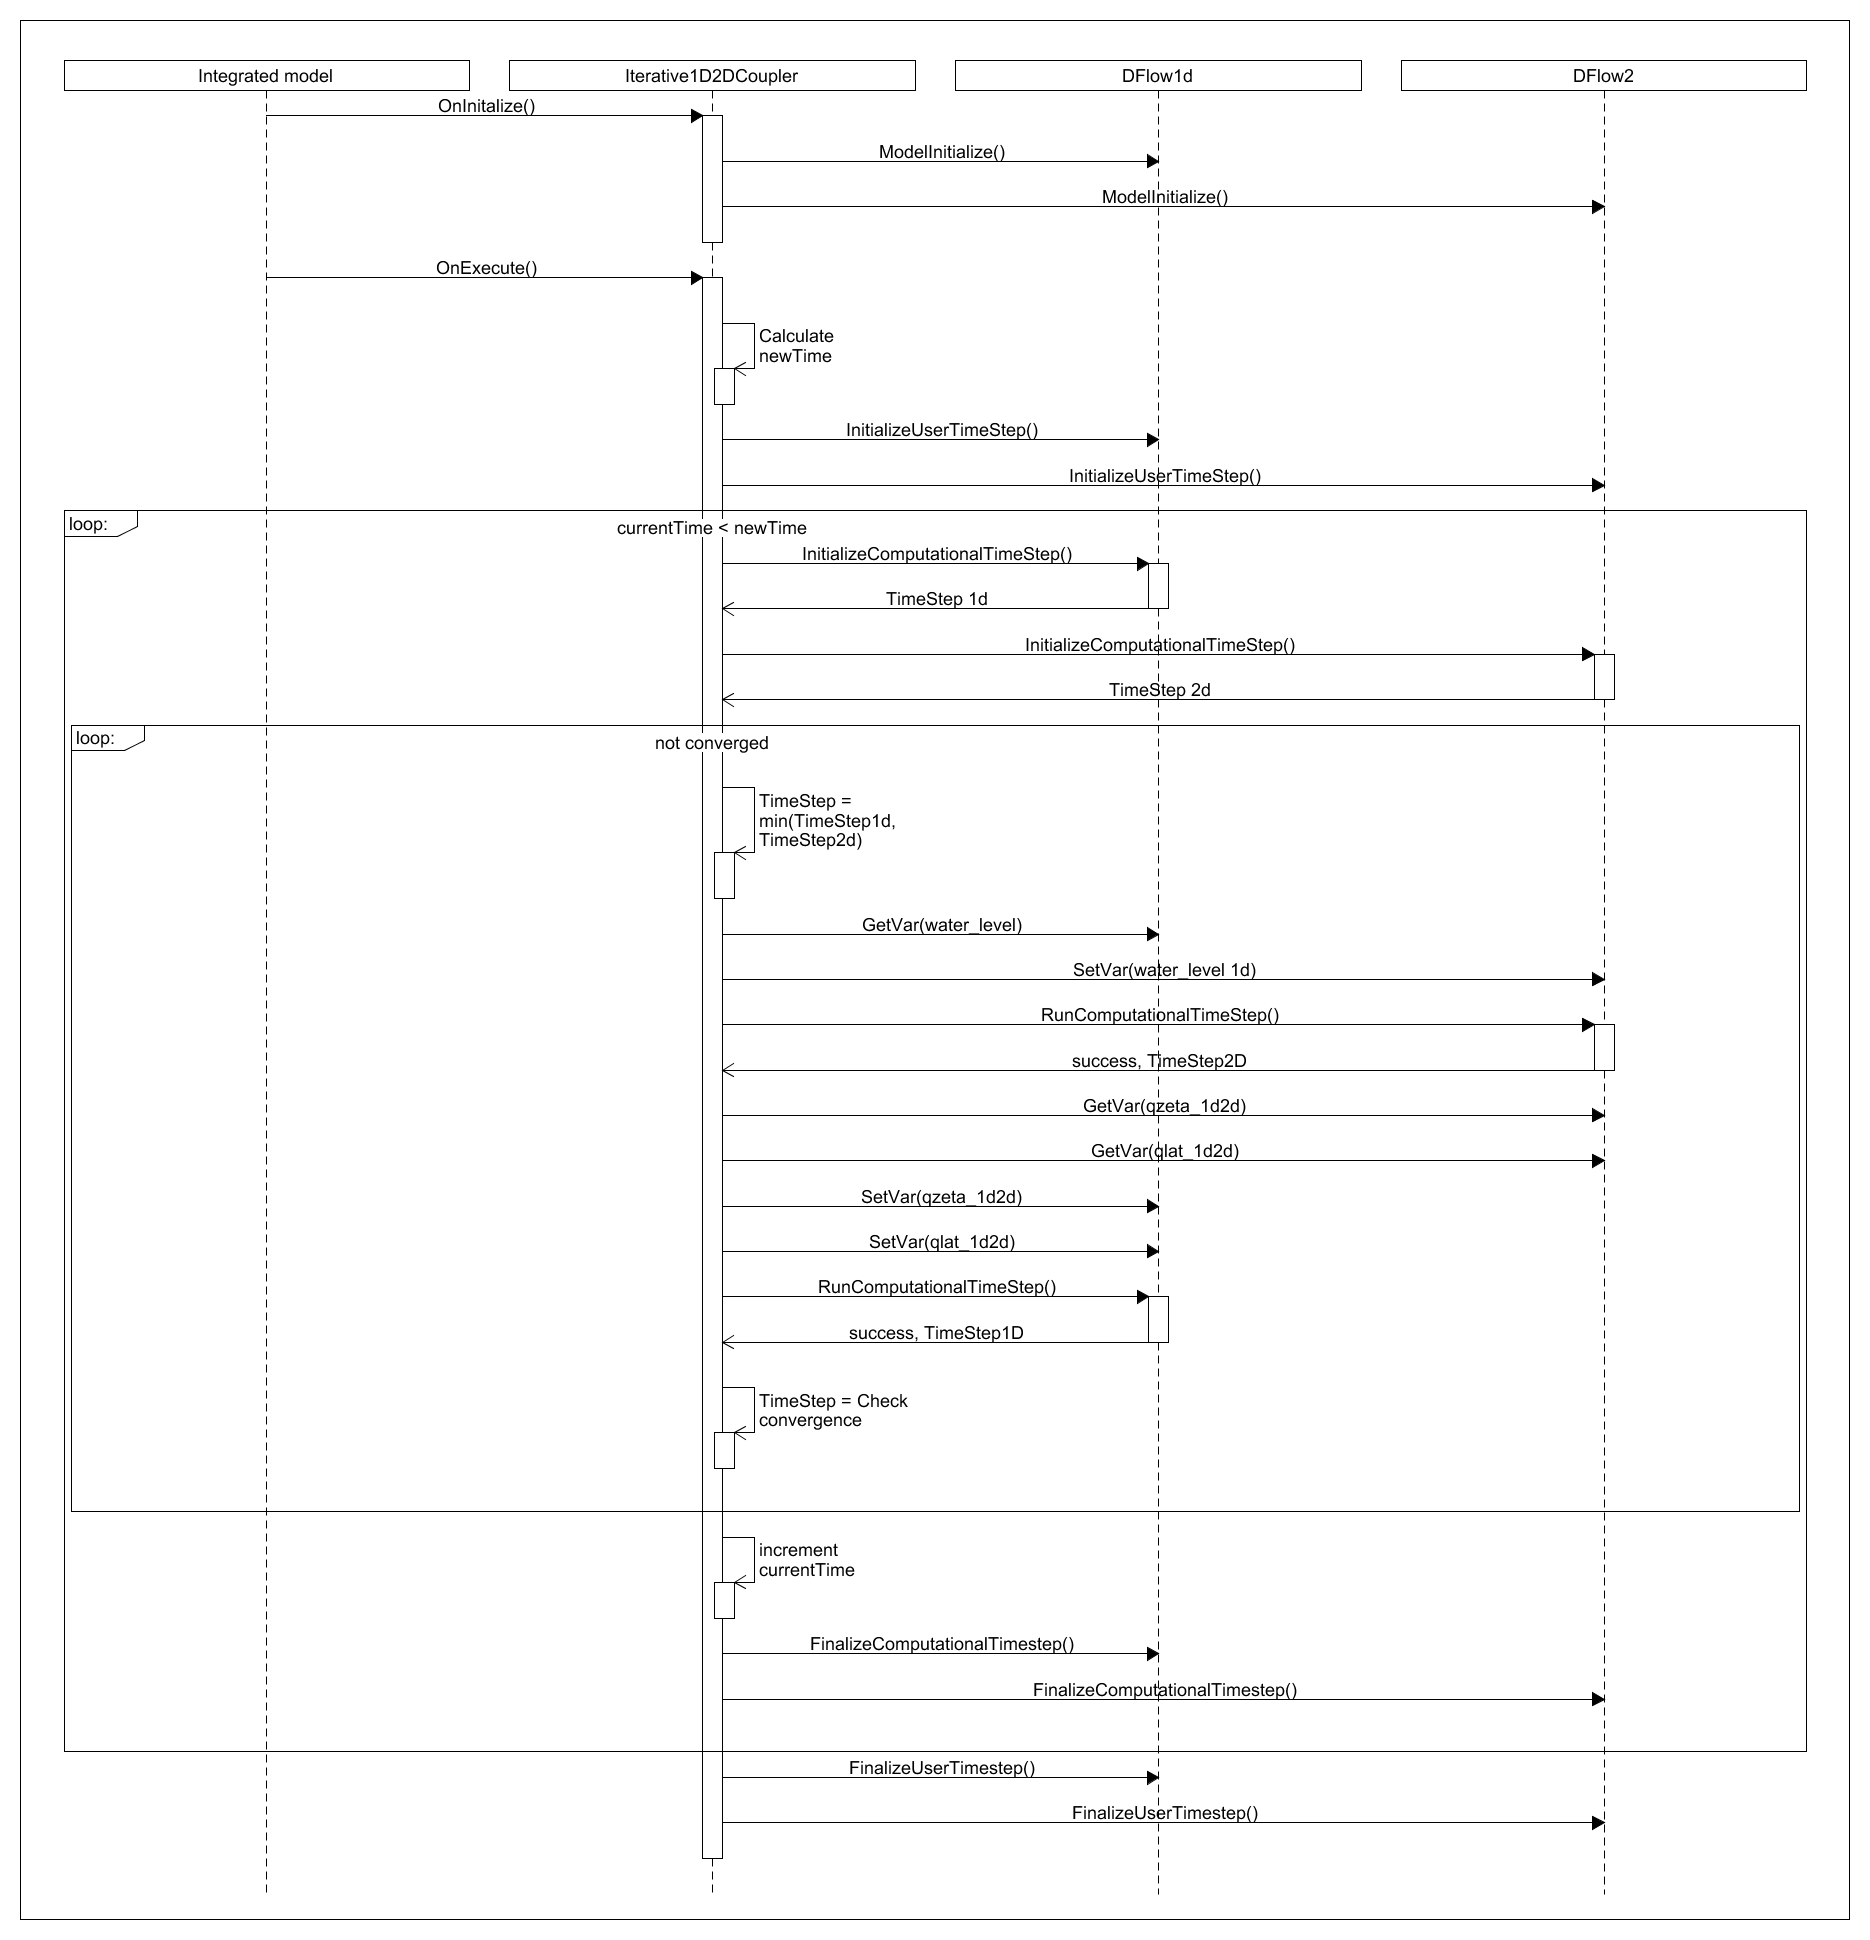 Integrated model
Iterative1D2DCoupler
DFlow1d
DFlow2
OnInitalize()
ModelInitialize()
ModelInitialize()
OnExecute()
Calculate
newTime
InitializeUserTimeStep()
InitializeUserTimeStep()
loop:
currentTime < newTime
InitializeComputationalTimeStep()
TimeStep 1d
InitializeComputationalTimeStep()
TimeStep 2d
loop:
not converged
TimeStep =
min(TimeStep1d,
TimeStep2d)
GetVar(water_level)
SetVar(water_level 1d)
RunComputationalTimeStep()
success, TimeStep2D
GetVar(qzeta_1d2d)
GetVar(qlat_1d2d)
SetVar(qzeta_1d2d)
SetVar(qlat_1d2d)
RunComputationalTimeStep()
success, TimeStep1D
TimeStep = Check
convergence
increment
currentTime
FinalizeComputationalTimestep()
FinalizeComputationalTimestep()
FinalizeUserTimestep()
FinalizeUserTimestep()